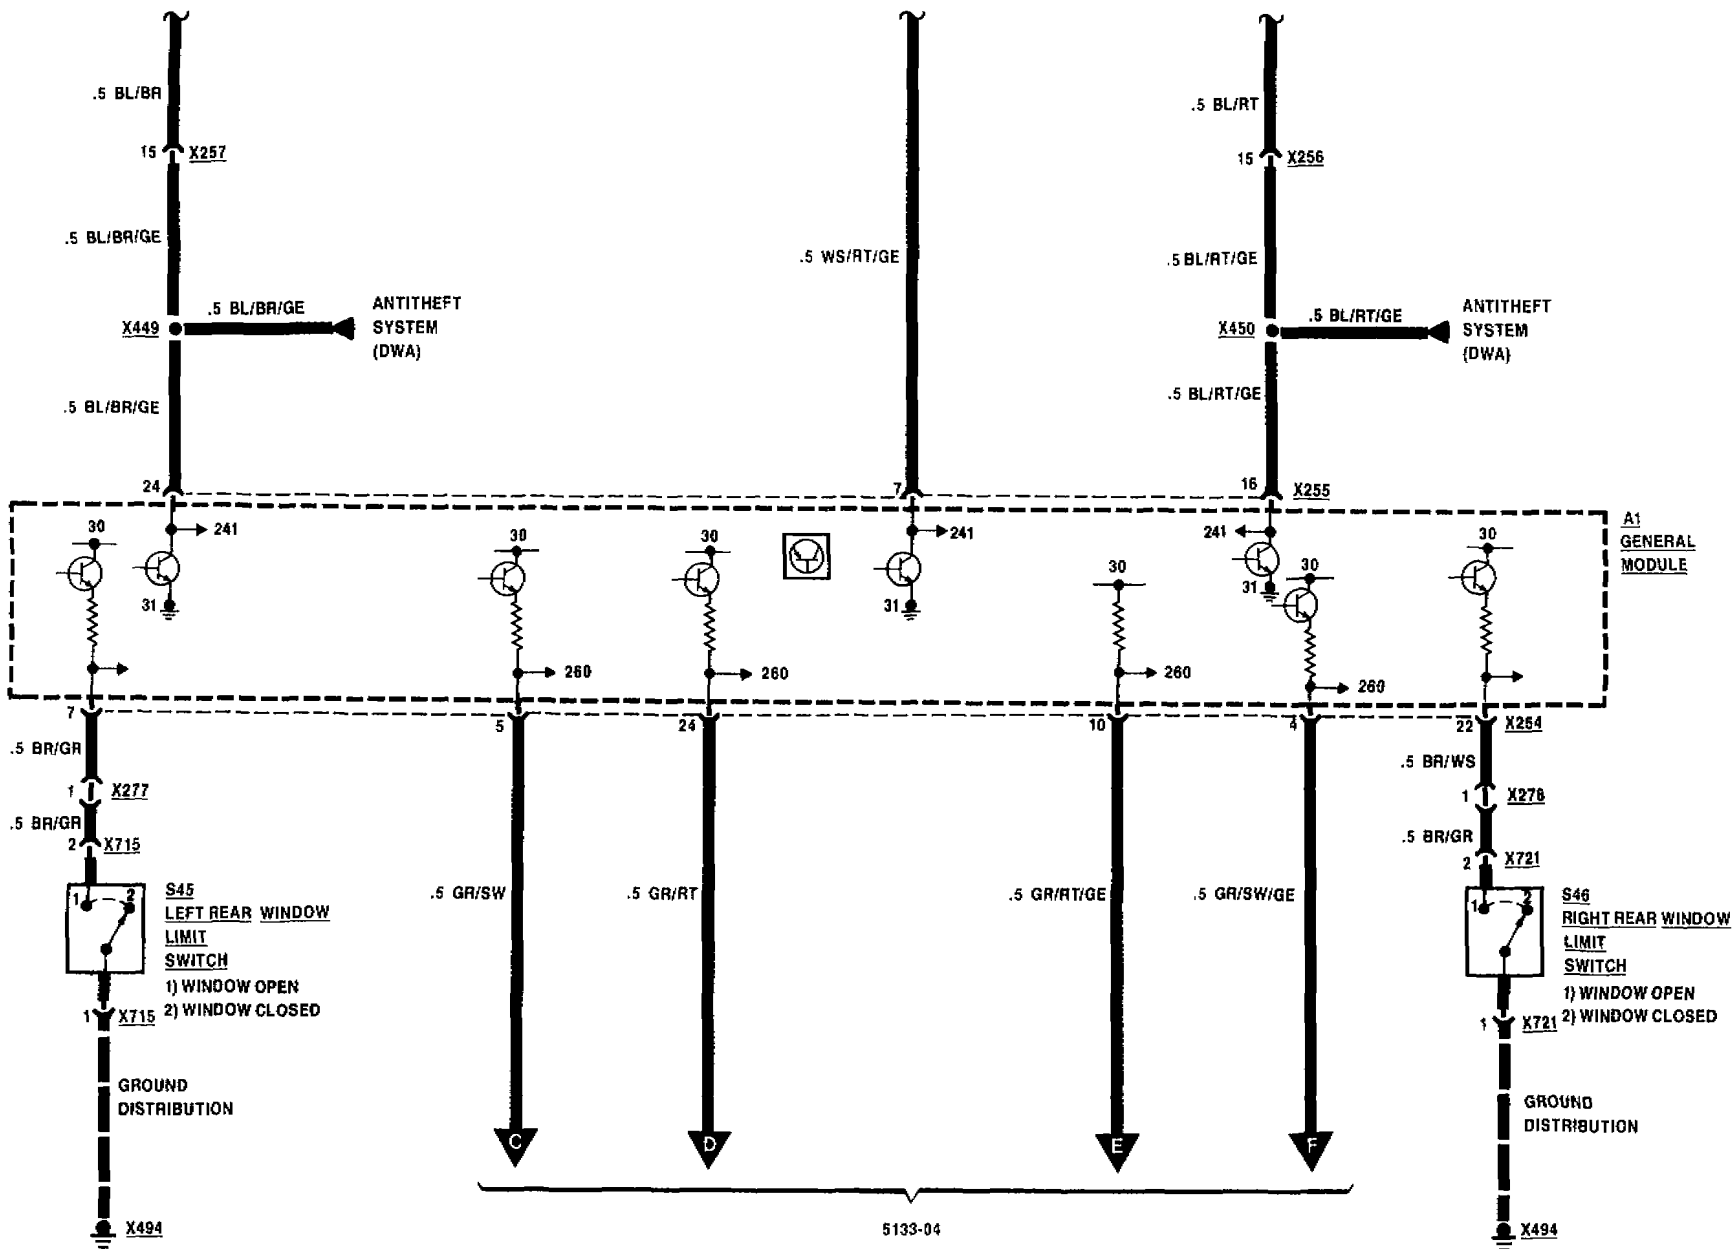 .5 BL/BR
.5 BL/RT
15 X257
15 X256
.5 BL/BR/GE
.5 WS/RT/GE
.5 BL/RT/GE
.5 BL/BR/GE
ANTITHEFT
SYSTEM
(DWA)
X449
.5 BL/RT/GE
ANTITHEFT
SYSTEM
(DWA)
X450
.5 BL/BR/GE
.5 BL/RT/GE
24
7
16 X255
A1
GENERAL
MODULE
30
241
30
30
241
241
30
30
30
31
31
31
260
260
260
260
7
5
24
10
4
22 X254
.5 BR/GR
.5 BR/WS
1 X277
1 X278
.5 BR/GR
.5 BR/GR
2 X715
2 X721
1 2
S45
LEFT REAR WINDOW
LIMIT
SWITCH
1) WINDOW OPEN
2) WINDOW CLOSED
.5 GR/SW
.5 GR/RT
.5 GR/RT/GE
.5 GR/SW/GE
1 2
S46
RIGHT REAR WINDOW
LIMIT
SWITCH
1) WINDOW OPEN
2) WINDOW CLOSED
1 X715
1 X721
GROUND
DISTRIBUTION
GROUND
DISTRIBUTION
C
D
E
F
X494
5133-04
X494